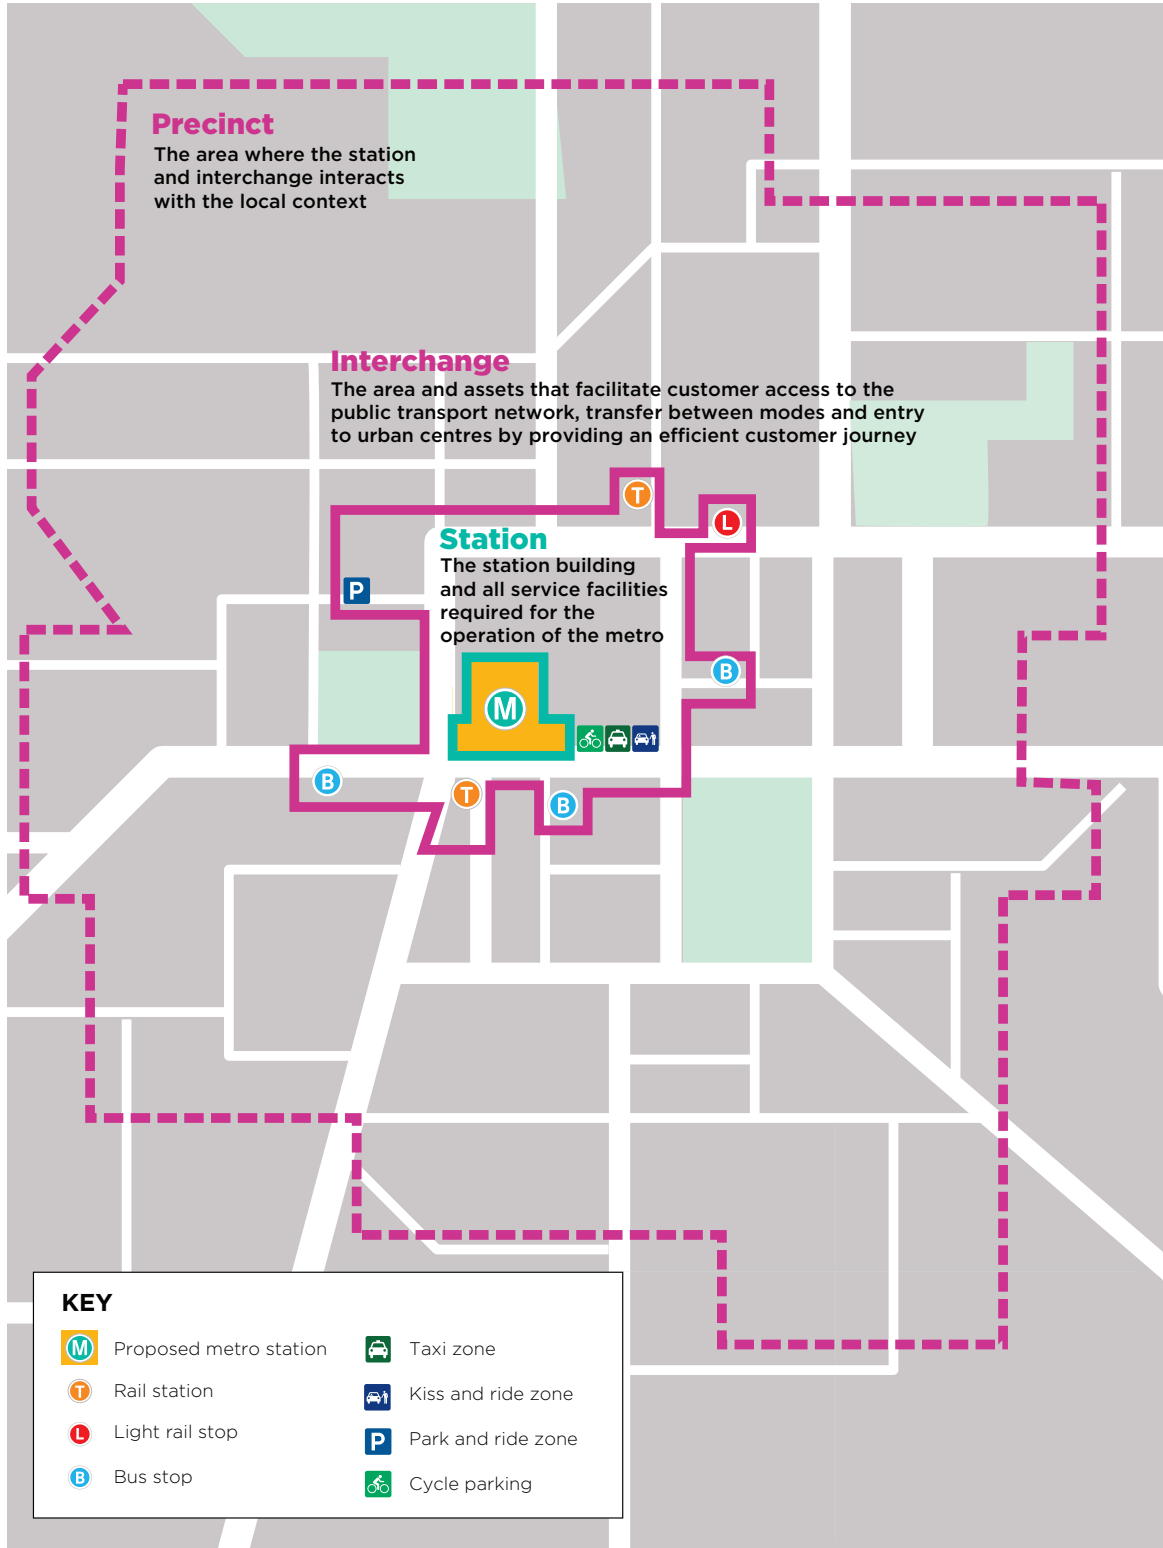 Precinct
The area where the station
and interchange interacts
with the local context
Interchange
The area and assets that facilitate customer access to the
public transport network, transfer between modes and entry
to urban centres by providing an efficient customer journey
T
L
Station
The station building
and all service facilities
required for the
operation of the metro
P
B
M
B
T
B
KEY
M Proposed metro station
T Rail station
L Light rail stop
B Bus stop
Taxi zone
Kiss and ride zone
P Park and ride zone
Cycle parking